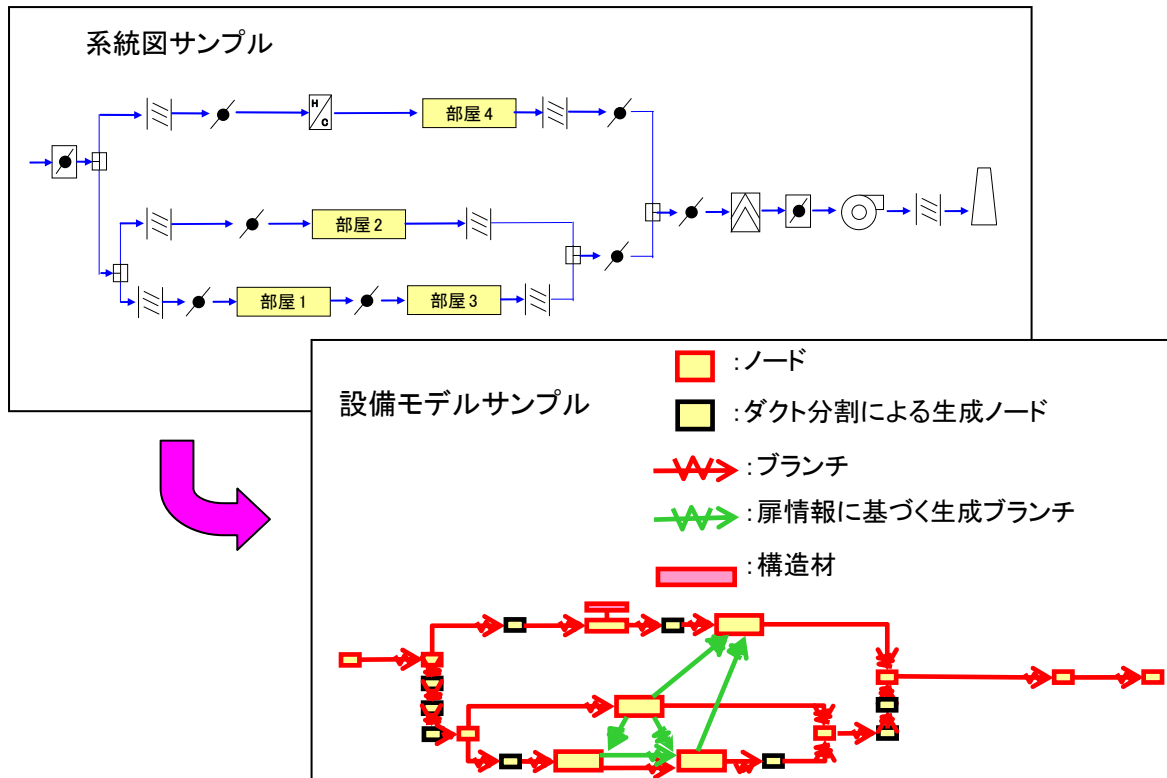 系統図サンプル
H
C
部屋4
部屋2
部屋1
部屋3
設備モデルサンプル
:ノード
:ダクト分割による生成ノード
:ブランチ
:扉情報に基づく生成ブランチ
:構造材